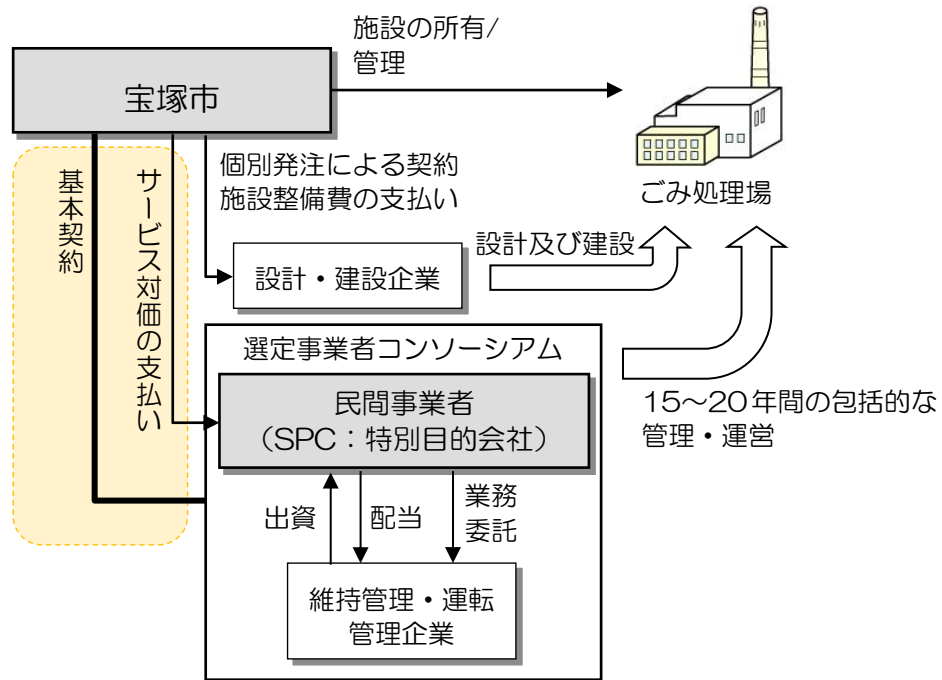 施設の所有/
管理
宝塚市
個別発注による契約
施設整備費の支払い
基本契約
サービス対価の支払い
ごみ処理場
設計・建設企業
設計及び建設
選定事業者コンソーシアム
民間事業者
（SPC：特別目的会社）
15～20年間の包括的な
管理・運営
出資
配当
業務
委託
維持管理・運転
管理企業